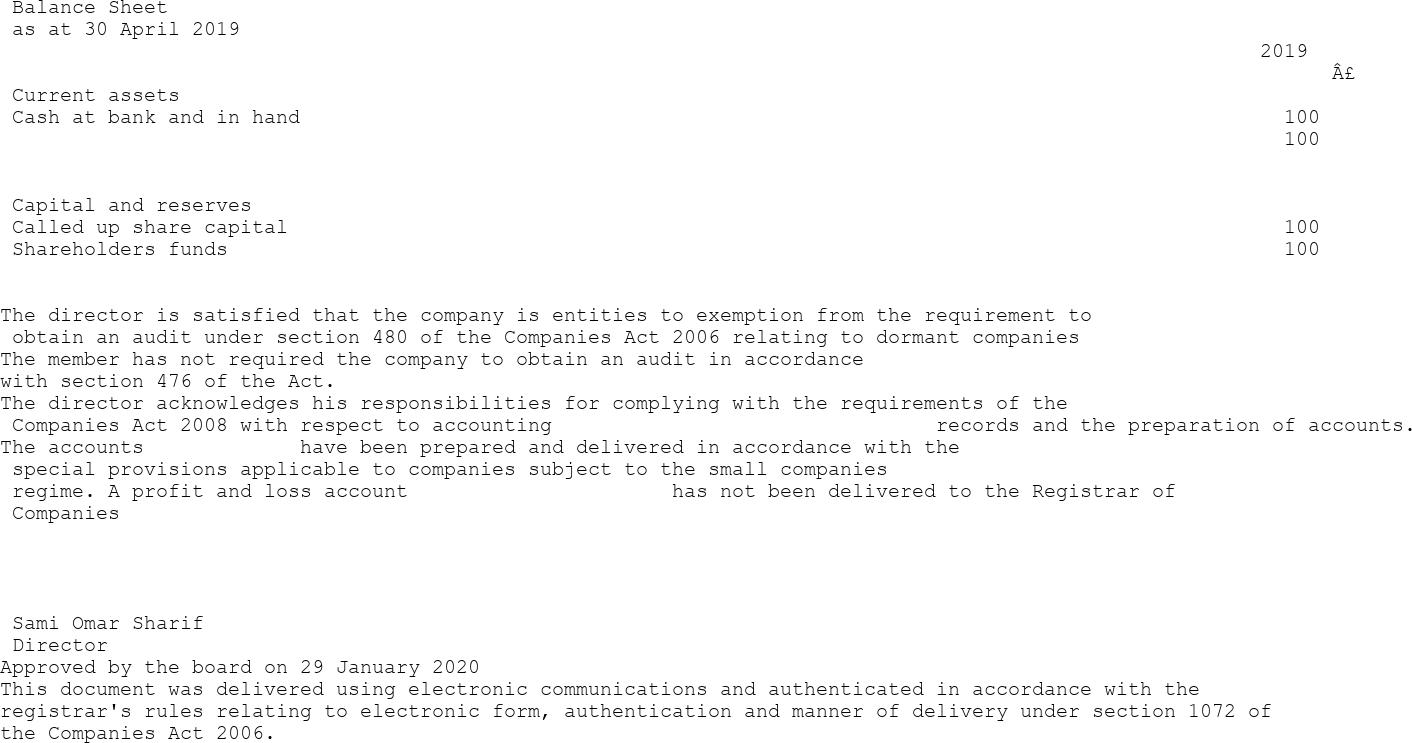 Balance Sheet
as at 30 April 2019
2019
Â£
Current assets
Cash at bank and in hand 100
100
Capital and reserves
Called up share capital 100
Shareholders funds 100
The director is satisfied that the company is entities to exemption from the requirement to
obtain an audit under section 480 of the Companies Act 2006 relating to dormant companies
The member has not required the company to obtain an audit in accordance
with section 476 of the Act.
The director acknowledges his responsibilities for complying with the requirements of the
Companies Act 2008 with respect to accounting records and the preparation of accounts.
The accounts have been prepared and delivered in accordance with the
special provisions applicable to companies subject to the small companies
regime. A profit and loss account has not been delivered to the Registrar of
Companies
Sami Omar Sharif
Director
Approved by the board on 29 January 2020
This document was delivered using electronic communications and authenticated in accordance with the
registrar's rules relating to electronic form, authentication and manner of delivery under section 1072 of
the Companies Act 2006.